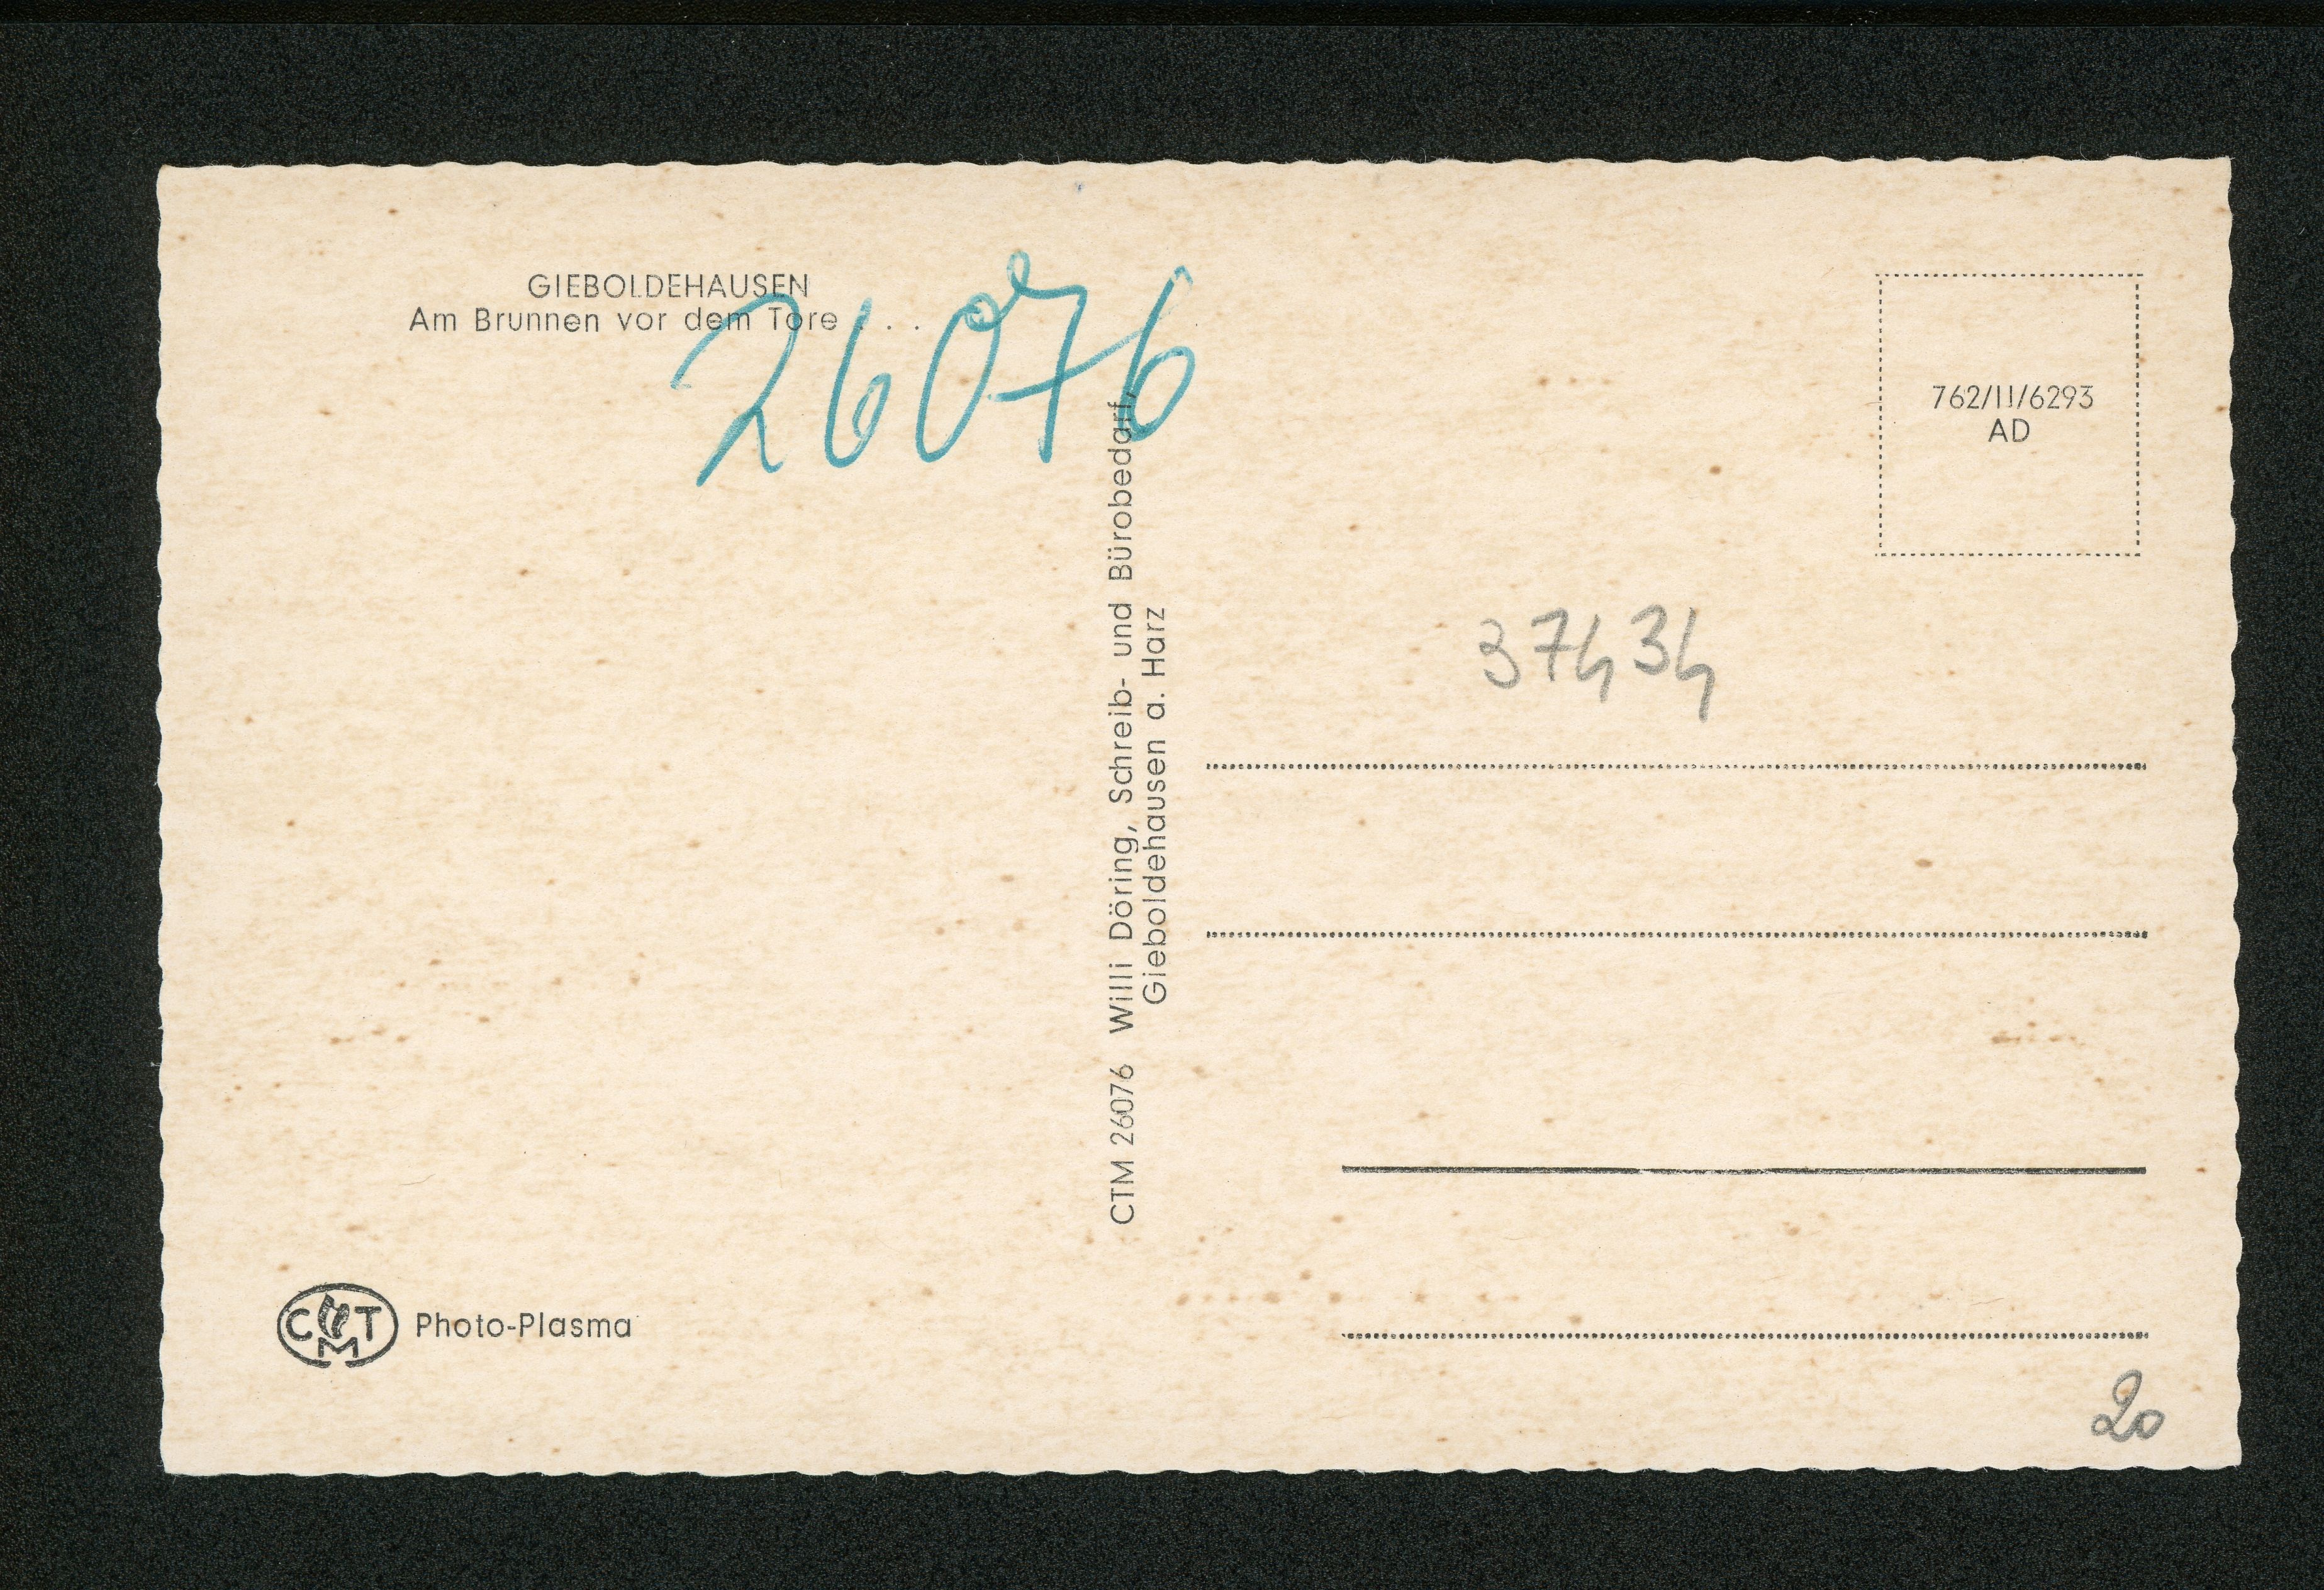 GIEBOLDEHAUSEN
Am Brunnen vor dem Tore . . .
26076
762/II/6293
AD
37434
CTM 26076 Willi Döring, Schreib- und Bürobedarf,
Gieboldehausen a. Harz
C T M
Photo-Plasma
20